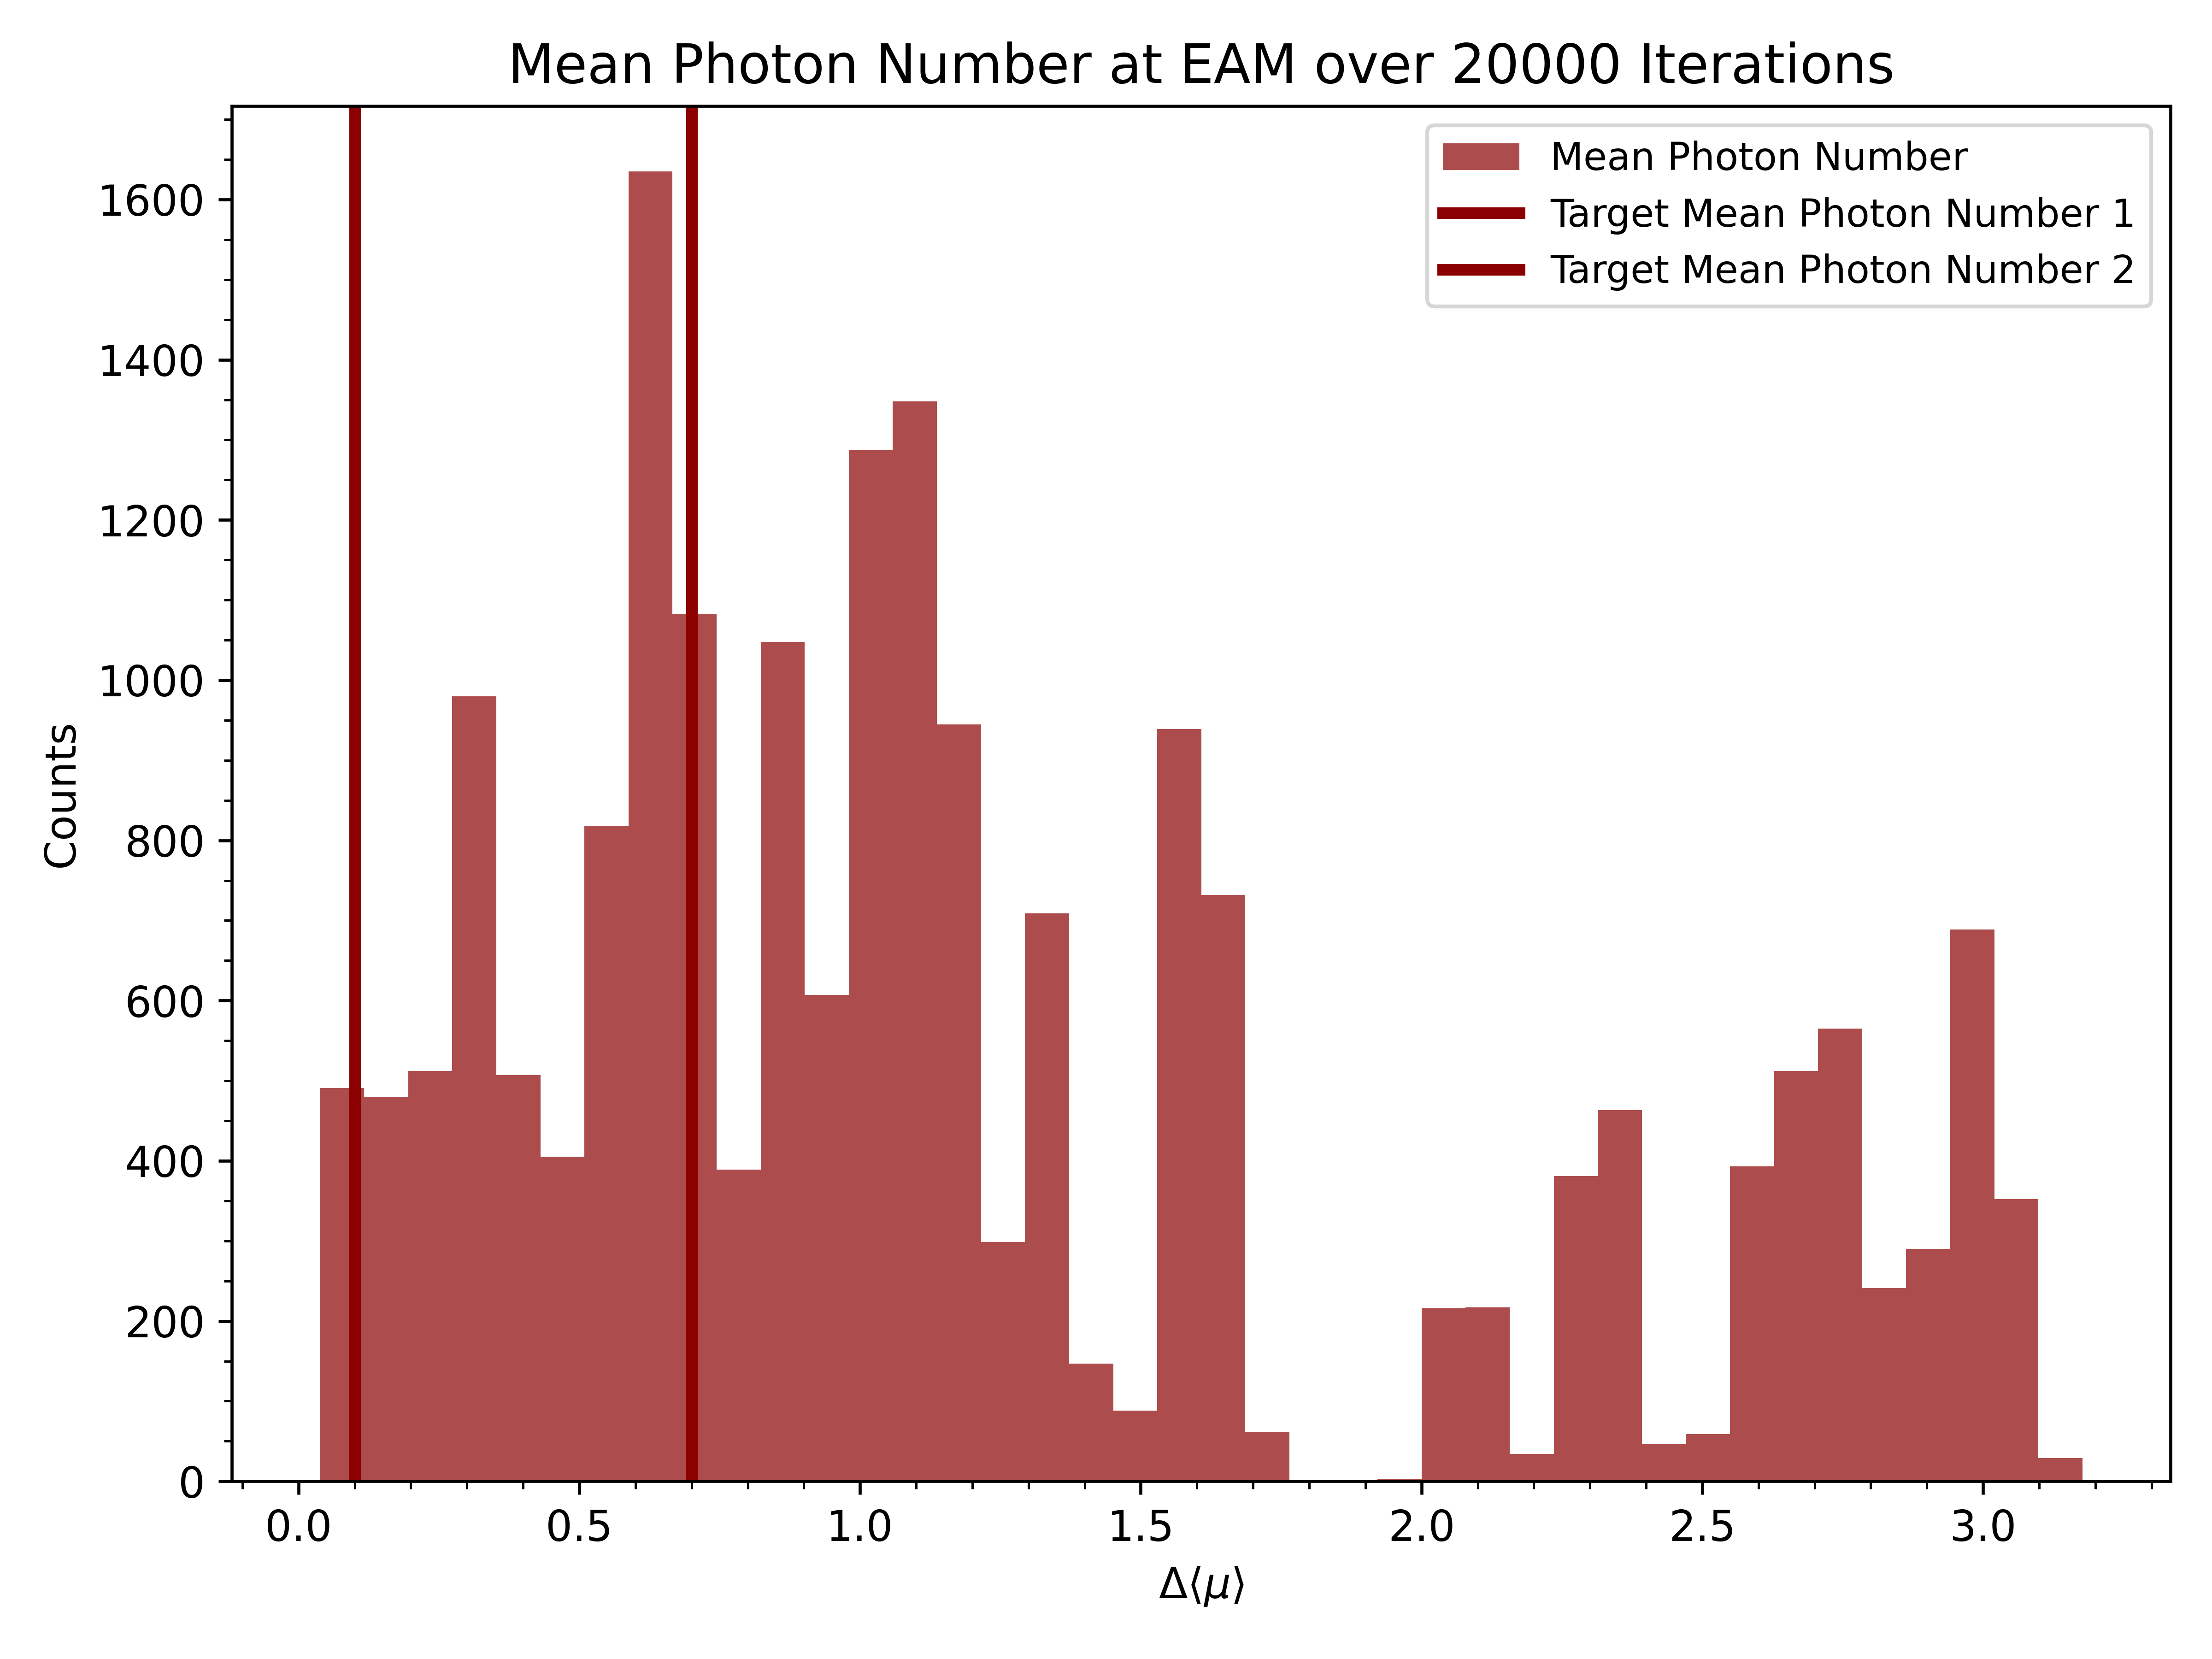 Mean Photon Number at EAM over 20000 Iterations
Mean Photon Number
Target Mean Photon Number 1
Target Mean Photon Number 2
Counts
1600
1400
1200
1000
800
600
400
200
0
0.0 0.5 1.0 1.5 2.0 2.5 3.0
Δ⟨μ⟩